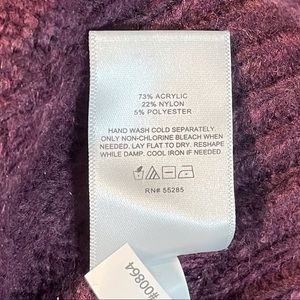 73% ACRYLIC
22% NYLON
5% POLYESTER
HAND WASH COLD SEPARATELY
ONLY NON-CHLORINE BLEACH WHEN
NEEDED. LAY FLAT TO DRY. RESHAPE
WHILE DAMP. COOL IRON IF NEEDED.
RN# 55285
#00864